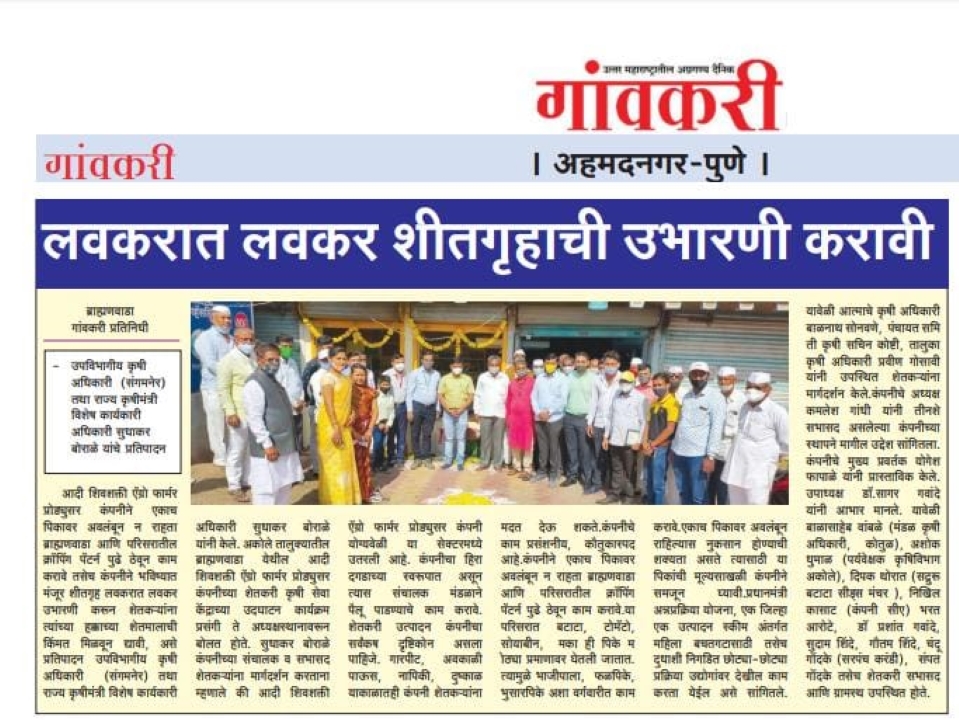 उत्तर महाराष्ट्रातील अग्रगण्य दैनिक
गांवकरी
गांवकरी
। अहमदनगर-पुणे ।
लवकरात लवकर शीतगृहाची उभारणी करावी
ब्राह्मणवाडा
गांवकरी प्रतिनिधी
– उपविभागीय कृषी
अधिकारी (संगमनेर)
तथा राज्य कृषीमंत्री
विशेष कार्यकारी
अधिकारी सुधाकर
बोराळे यांचे प्रतिपादन
आदी शिवशक्ती ऍग्रो फार्मर
प्रोड्युसर कंपनीने एकाच
पिकावर अवलंबून न राहता
ब्राह्मणवाडा आणि परिसरातील
क्रॉपिंग पॅटर्न पुढे ठेवून काम
करावे तसेच कंपनीने भविष्यात
मंजूर शीतगृह लवकरात लवकर
उभारणी करून शेतकऱ्यांना
त्यांच्या हक्काच्या शेतमालाची
किंमत मिळवून द्यावी, असे
प्रतिपादन उपविभागीय कृषी
अधिकारी (संगमनेर) तथा
राज्य कृषीमंत्री विशेष कार्यकारी
अधिकारी सुधाकर बोराळे
यांनी केले. अकोले तालुक्यातील
ब्राह्मणवाडा येथील आदी
शिवशक्ती ऍग्रो फार्मर प्रोड्युसर
कंपनीच्या शेतकरी कृषी सेवा
केंद्राच्या उदघाटन कार्यक्रम
प्रसंगी ते अध्यक्षस्थानावरून
बोलत होते. सुधाकर बोराळे
कंपनीच्या संचालक व सभासद
शेतकऱ्यांना मार्गदर्शन करताना
म्हणाले की आदी शिवशक्ती
ऍग्रो फार्मर प्रोड्युसर कंपनी
योग्यवेळी या सेक्टरमध्ये
उतरली आहे. कंपनीचा हिरा
दगडाच्या स्वरूपात असून
त्यास संचालक मंडळाने
पैलू पाडण्याचे काम करावे.
शेतकरी उत्पादन कंपनीचा
सर्वंकष दृष्टिकोन असला
पाहिजे. गारपीट, अवकाळी
पाऊस, नापिकी, दुष्काळ
याकाळातही कंपनी शेतकऱ्यांना
मदत देऊ शकते.कंपनीचे
काम प्रशंसनीय, कौतुकास्पद
आहे.कंपनीने एकाच पिकावर
अवलंबून न राहता ब्राह्मणवाडा
आणि परिसरातील क्रॉपिंग
पॅटर्न पुढे ठेवून काम करावे.या
परिसरात बटाटा, टोमॅटो,
सोयाबीन, मका ही पिके म
ोठ्या प्रमाणावर घेतली जातात.
त्यामुळे भाजीपाला, फळपिके,
भुसारपिके अशा वर्गवारीत काम
करावे.एकाच पिकावर अवलंबून
राहिल्यास नुकसान होण्याची
शक्यता असते त्यासाठी या
पिकांची मूल्यसाखळी कंपनीने
समजून घ्यावी.प्रधानमंत्री
अन्नप्रक्रिया योजना, एक जिल्हा
एक उत्पादन स्कीम अंतर्गत
महिला बचतगटासाठी तसेच
दुधाशी निगडित छोट्या-छोट्या
प्रक्रिया उद्योगांवर देखील काम
करता येईल असे सांगितले.
यावेळी आत्माचे कृषी अधिकारी
बाळनाथ सोनवणे, पंचायत समि
ती कृषी सचिन कोष्टी, तालुका
कृषी अधिकारी प्रवीण गोसावी
यांनी उपस्थित शेतकऱ्यांना
मार्गदर्शन केले.कंपनीचे अध्यक्ष
कमलेश गांधी यांनी तीनशे
सभासद असलेल्या कंपनीच्या
स्थापने मागील उद्देश सांगितला.
कंपनीचे मुख्य प्रवर्तक योगेश
फापाळे यांनी प्रास्ताविक केले.
उपाध्यक्ष डॉ.सागर गवांदे
यांनी आभार मानले. यावेळी
बाळासाहेब वांबळे (मंडळ कृषी
अधिकारी, कोतुळ), अशोक
धुमाळ (पर्यवेक्षक कृषिविभाग
अकोले), दिपक थोरात (सद्गुरू
बटाटा सीड्स मंचर ), निखिल
कासाट (कंपनी सीए) भरत
आरोटे, डॉ प्रशांत गवांदे,
सुदाम शिंदे, गौतम शिंदे, चंदू
गोंदके (सरपंच करंडी), संपत
गोंदके तसेच शेतकरी सभासद
आणि ग्रामस्थ उपस्थित होते.